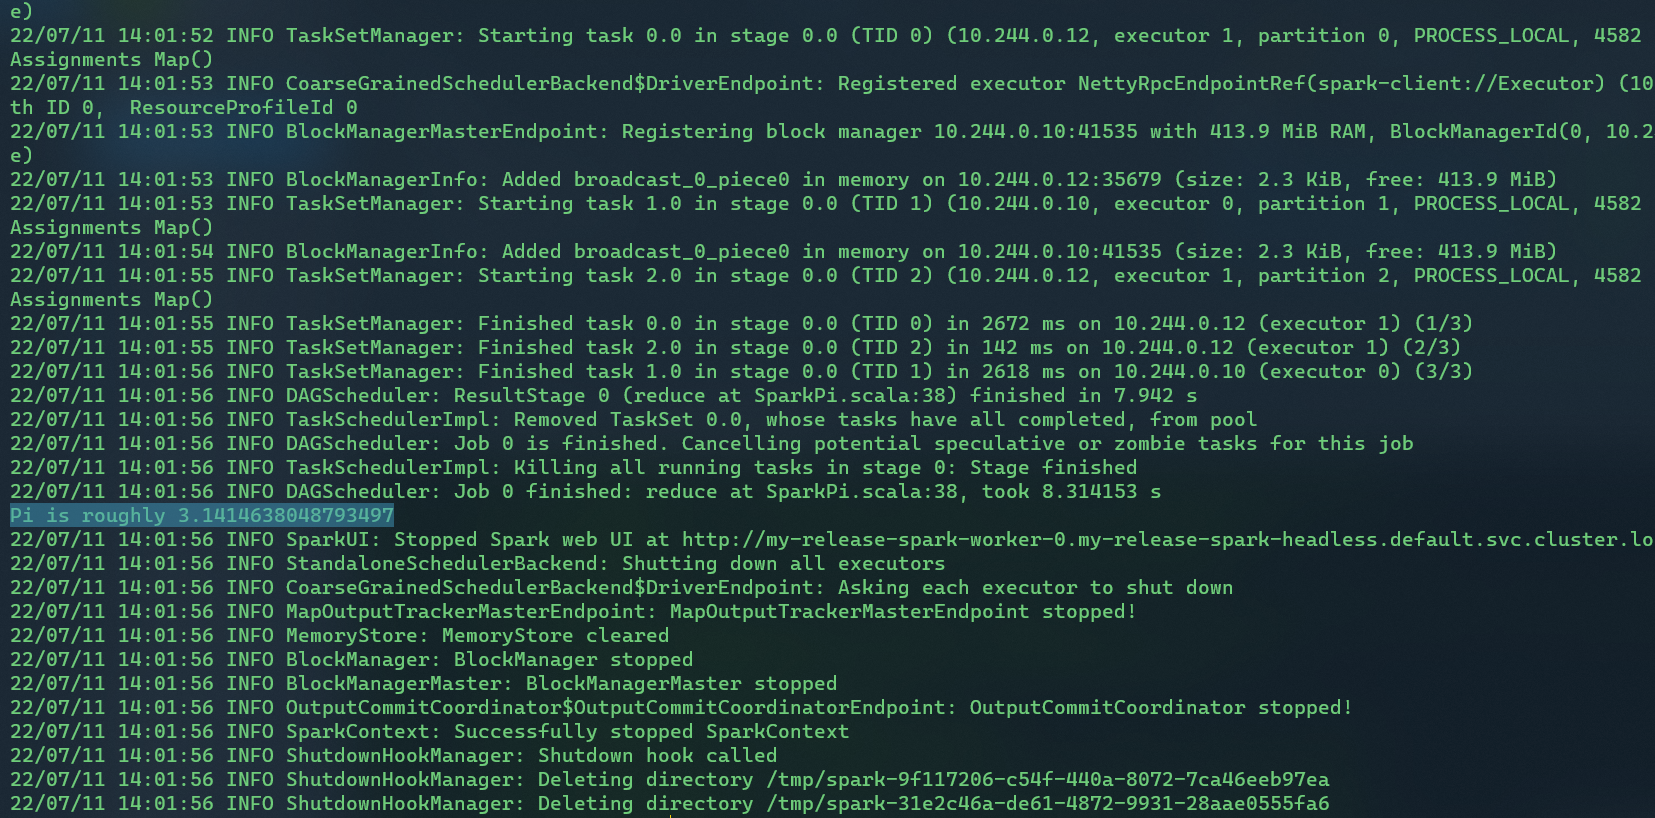 e)
22/07/11 14:01:52 INFO TaskSetManager: Starting task 0.0 in stage 0.0 (TID 0) (10.244.0.12, executor 1, partition 0, PROCESS_LOCAL, 4582
Assignments Map()
22/07/11 14:01:53 INFO CoarseGrainedSchedulerBackend$DriverEndpoint: Registered executor NettyRpcEndpointRef(spark-client://Executor) (10
th ID 0,  ResourceProfileId 0
22/07/11 14:01:53 INFO BlockManagerMasterEndpoint: Registering block manager 10.244.0.10:41535 with 413.9 MiB RAM, BlockManagerId(0, 10.2
e)
22/07/11 14:01:53 INFO BlockManagerInfo: Added broadcast_0_piece0 in memory on 10.244.0.12:35679 (size: 2.3 KiB, free: 413.9 MiB)
22/07/11 14:01:53 INFO TaskSetManager: Starting task 1.0 in stage 0.0 (TID 1) (10.244.0.10, executor 0, partition 1, PROCESS_LOCAL, 4582
Assignments Map()
22/07/11 14:01:54 INFO BlockManagerInfo: Added broadcast_0_piece0 in memory on 10.244.0.10:41535 (size: 2.3 KiB, free: 413.9 MiB)
22/07/11 14:01:55 INFO TaskSetManager: Starting task 2.0 in stage 0.0 (TID 2) (10.244.0.12, executor 1, partition 2, PROCESS_LOCAL, 4582
Assignments Map()
22/07/11 14:01:55 INFO TaskSetManager: Finished task 0.0 in stage 0.0 (TID 0) in 2672 ms on 10.244.0.12 (executor 1) (1/3)
22/07/11 14:01:55 INFO TaskSetManager: Finished task 2.0 in stage 0.0 (TID 2) in 142 ms on 10.244.0.12 (executor 1) (2/3)
22/07/11 14:01:56 INFO TaskSetManager: Finished task 1.0 in stage 0.0 (TID 1) in 2618 ms on 10.244.0.10 (executor 0) (3/3)
22/07/11 14:01:56 INFO DAGScheduler: ResultStage 0 (reduce at SparkPi.scala:38) finished in 7.942 s
22/07/11 14:01:56 INFO TaskSchedulerImpl: Removed TaskSet 0.0, whose tasks have all completed, from pool
22/07/11 14:01:56 INFO DAGScheduler: Job 0 is finished. Cancelling potential speculative or zombie tasks for this job
22/07/11 14:01:56 INFO TaskSchedulerImpl: Killing all running tasks in stage 0: Stage finished
22/07/11 14:01:56 INFO DAGScheduler: Job 0 finished: reduce at SparkPi.scala:38, took 8.314153 s
Pi is roughly 3.1414638048793497
22/07/11 14:01:56 INFO SparkUI: Stopped Spark web UI at http://my-release-spark-worker-0.my-release-spark-headless.default.svc.cluster.lo
22/07/11 14:01:56 INFO StandaloneSchedulerBackend: Shutting down all executors
22/07/11 14:01:56 INFO CoarseGrainedSchedulerBackend$DriverEndpoint: Asking each executor to shut down
22/07/11 14:01:56 INFO MapOutputTrackerMasterEndpoint: MapOutputTrackerMasterEndpoint stopped!
22/07/11 14:01:56 INFO MemoryStore: MemoryStore cleared
22/07/11 14:01:56 INFO BlockManager: BlockManager stopped
22/07/11 14:01:56 INFO BlockManagerMaster: BlockManagerMaster stopped
22/07/11 14:01:56 INFO OutputCommitCoordinator$OutputCommitCoordinatorEndpoint: OutputCommitCoordinator stopped!
22/07/11 14:01:56 INFO SparkContext: Successfully stopped SparkContext
22/07/11 14:01:56 INFO ShutdownHookManager: Shutdown hook called
22/07/11 14:01:56 INFO ShutdownHookManager: Deleting directory /tmp/spark-9f117206-c54f-440a-8072-7ca46eeb97ea
22/07/11 14:01:56 INFO ShutdownHookManager: Deleting directory /tmp/spark-31e2c46a-de61-4872-9931-28aae0555fa6